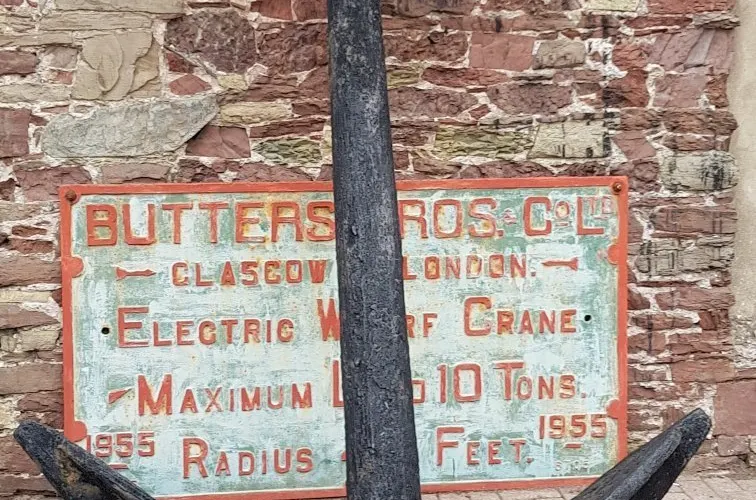 BUTTERS ROS. & CO LTD
GLASGOW LONDON.
ELECTRIC W RF CRANE
MAXIMUM L D 10 TONS.
1955 RADIUS FEET. 1955